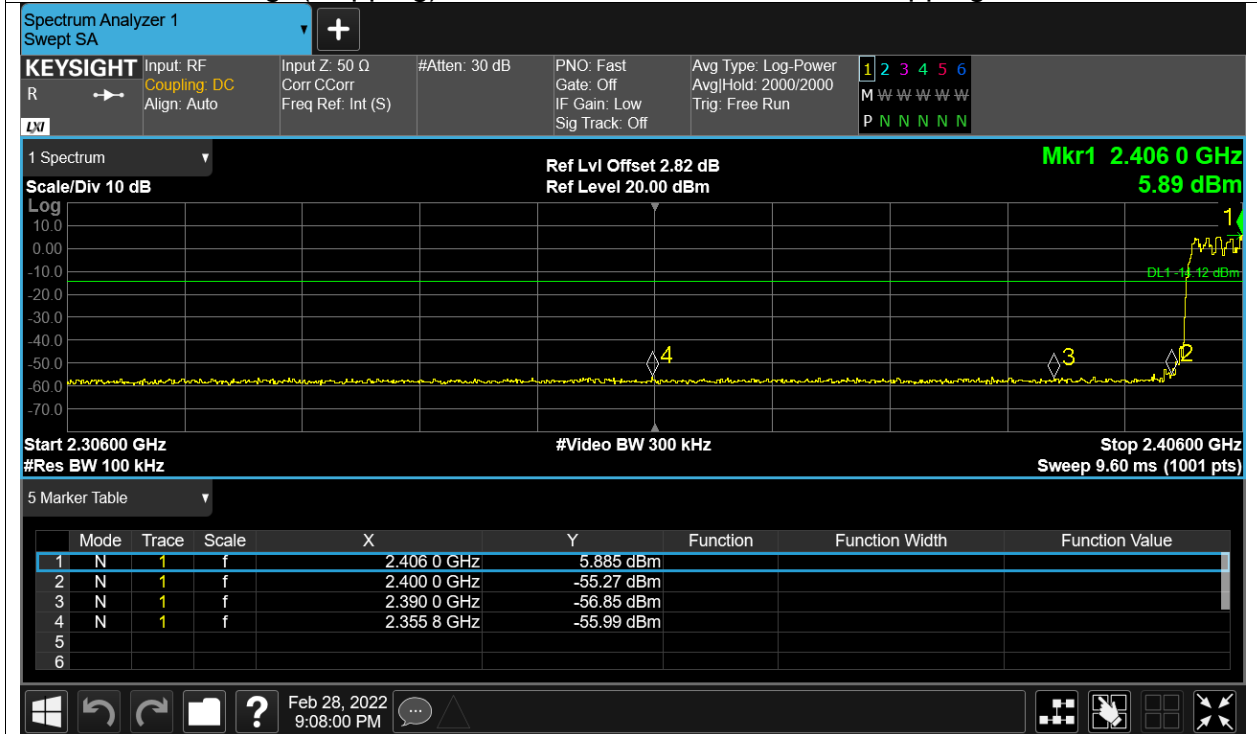 Spectrum Analyzer 1
Swept SA
KEYSIGHT
R
LXI
Input: RF
Coupling: DC
Align: Auto
Input Z: 50 Ω
Corr CCorr
Freq Ref: Int (S)
#Atten: 30 dB
PNO: Fast
Gate: Off
IF Gain: Low
Sig Track: Off
Avg Type: Log-Power
Avg|Hold: 2000/2000
Trig: Free Run
1 2 3 4 5 6
M W W W W W
P N N N N N
1 Spectrum
Scale/Div 10 dB
Ref Lvl Offset 2.82 dB
Ref Level 20.00 dBm
Mkr1 2.406 0 GHz
5.89 dBm
Log
10.0
0.00
-10.0
-20.0
-30.0
-40.0
-50.0
-60.0
-70.0
1
DL1 -14.12 dBm
4
3
2
Start 2.30600 GHz
#Res BW 100 kHz
#Video BW 300 kHz
Stop 2.40600 GHz
Sweep 9.60 ms (1001 pts)
5 Marker Table
Mode Trace Scale X Y Function Function Width Function Value
1 N 1 f 2.406 0 GHz 5.885 dBm
2 N 1 f 2.400 0 GHz -55.27 dBm
3 N 1 f 2.390 0 GHz -56.85 dBm
4 N 1 f 2.355 8 GHz -55.99 dBm
5
6
?
Feb 28, 2022
9:08:00 PM